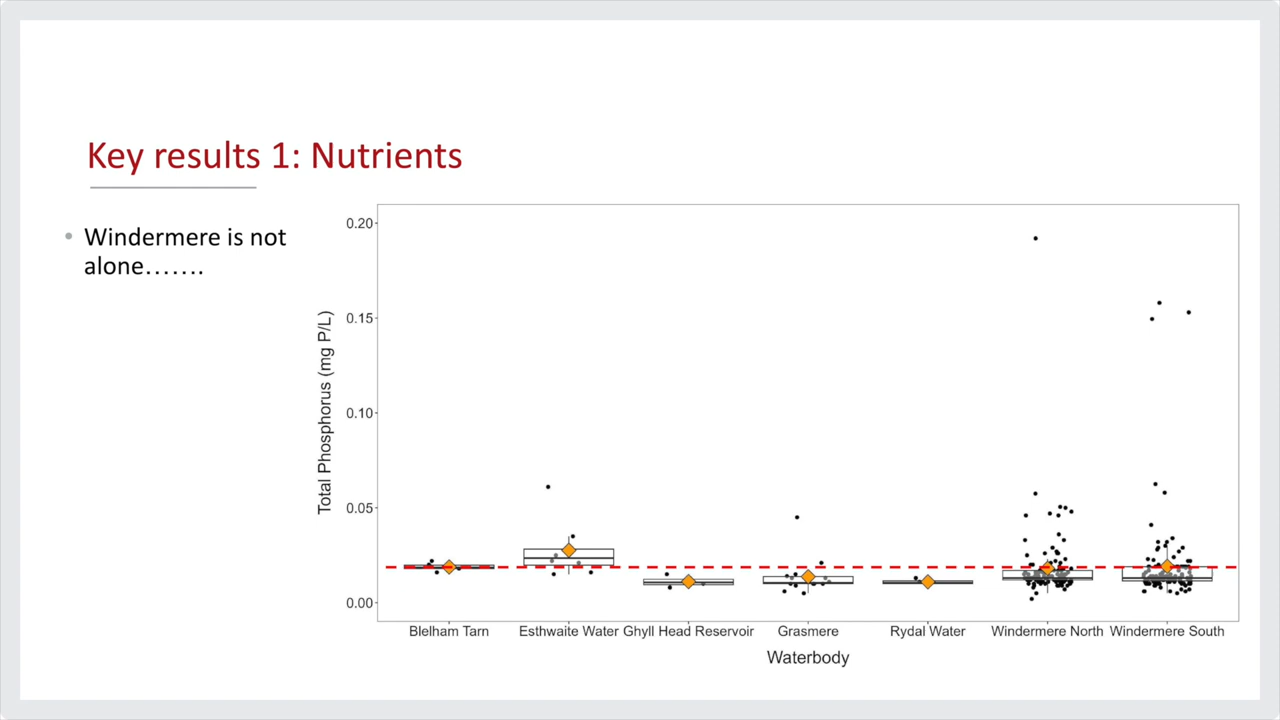 Key results 1: Nutrients
• Windermere is not
alone…….
Total Phosphorus (mg P/L)
0.20
0.15
0.10
0.05
0.00
Blelham Tarn
Esthwaite Water
Ghyll Head Reservoir
Grasmere
Rydal Water
Windermere North
Windermere South
Waterbody